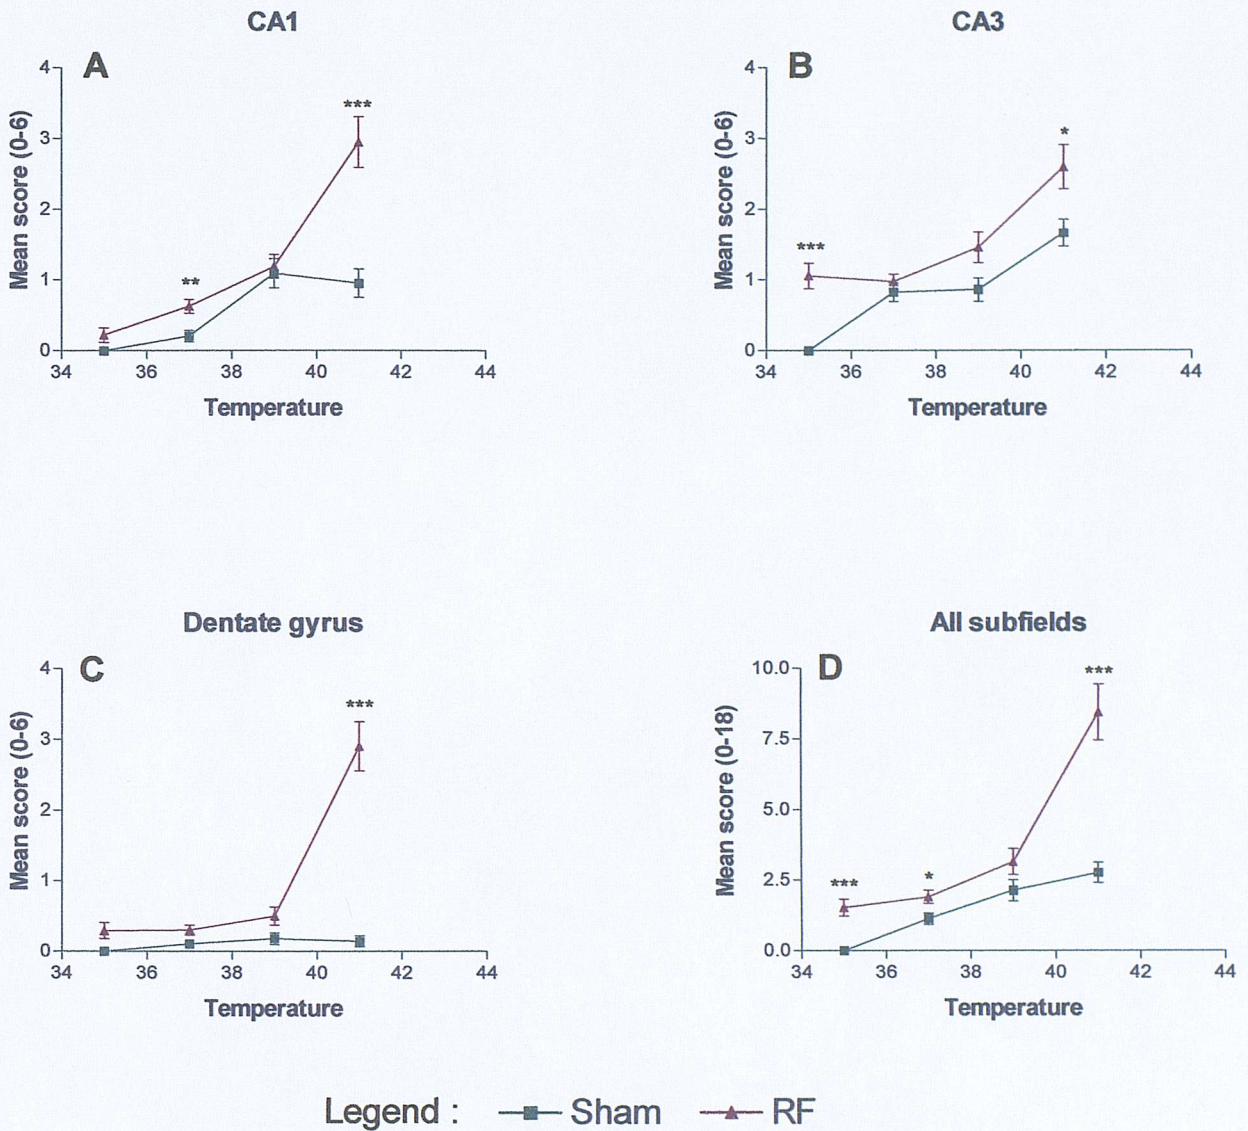 CA1
A
***
**
Mean score (0-6)
4
3
2
1
0
34 36 38 40 42 44
Temperature
CA3
B
*
***
Mean score (0-6)
4
3
2
1
0
34 36 38 40 42 44
Temperature
Dentate gyrus
C
***
Mean score (0-6)
4
3
2
1
0
34 36 38 40 42 44
Temperature
All subfields
D
***
***
*
Mean score (0-18)
10.0
7.5
5.0
2.5
0.0
34 36 38 40 42 44
Temperature
Legend : Sham RF